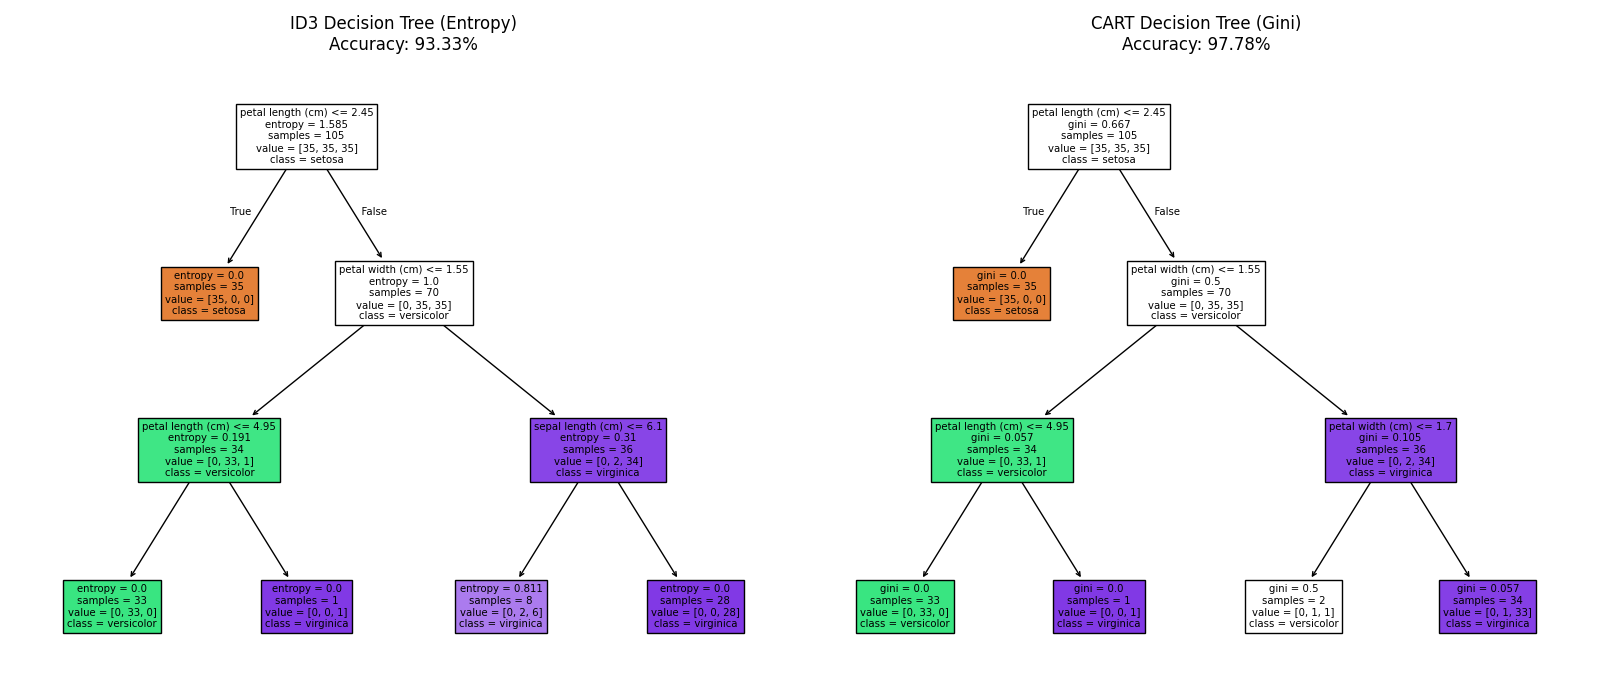 ID3 Decision Tree (Entropy)
Accuracy: 93.33%
petal length (cm) <= 2.45
entropy = 1.585
samples = 105
value = [35, 35, 35]
class = setosa
True
False
entropy = 0.0
samples = 35
value = [35, 0, 0]
class = setosa
petal width (cm) <= 1.55
entropy = 1.0
samples = 70
value = [0, 35, 35]
class = versicolor
petal length (cm) <= 4.95
entropy = 0.191
samples = 34
value = [0, 33, 1]
class = versicolor
sepal length (cm) <= 6.1
entropy = 0.31
samples = 36
value = [0, 2, 34]
class = virginica
entropy = 0.0
samples = 33
value = [0, 33, 0]
class = versicolor
entropy = 0.0
samples = 1
value = [0, 0, 1]
class = virginica
entropy = 0.811
samples = 8
value = [0, 2, 6]
class = virginica
entropy = 0.0
samples = 28
value = [0, 0, 28]
class = virginica
CART Decision Tree (Gini)
Accuracy: 97.78%
petal length (cm) <= 2.45
gini = 0.667
samples = 105
value = [35, 35, 35]
class = setosa
True
False
gini = 0.0
samples = 35
value = [35, 0, 0]
class = setosa
petal width (cm) <= 1.55
gini = 0.5
samples = 70
value = [0, 35, 35]
class = versicolor
petal length (cm) <= 4.95
gini = 0.057
samples = 34
value = [0, 33, 1]
class = versicolor
petal width (cm) <= 1.7
gini = 0.105
samples = 36
value = [0, 2, 34]
class = virginica
gini = 0.0
samples = 33
value = [0, 33, 0]
class = versicolor
gini = 0.0
samples = 1
value = [0, 0, 1]
class = virginica
gini = 0.5
samples = 2
value = [0, 1, 1]
class = versicolor
gini = 0.057
samples = 34
value = [0, 1, 33]
class = virginica